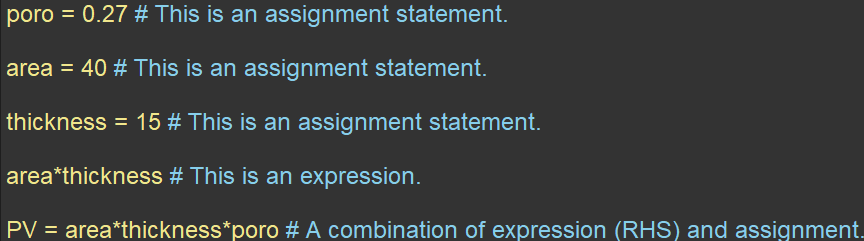 poro = 0.27 # This is an assignment statement.
area = 40 # This is an assignment statement.
thickness = 15 # This is an assignment statement.
area*thickness # This is an expression.
PV = area*thickness*poro # A combination of expression (RHS) and assignment.